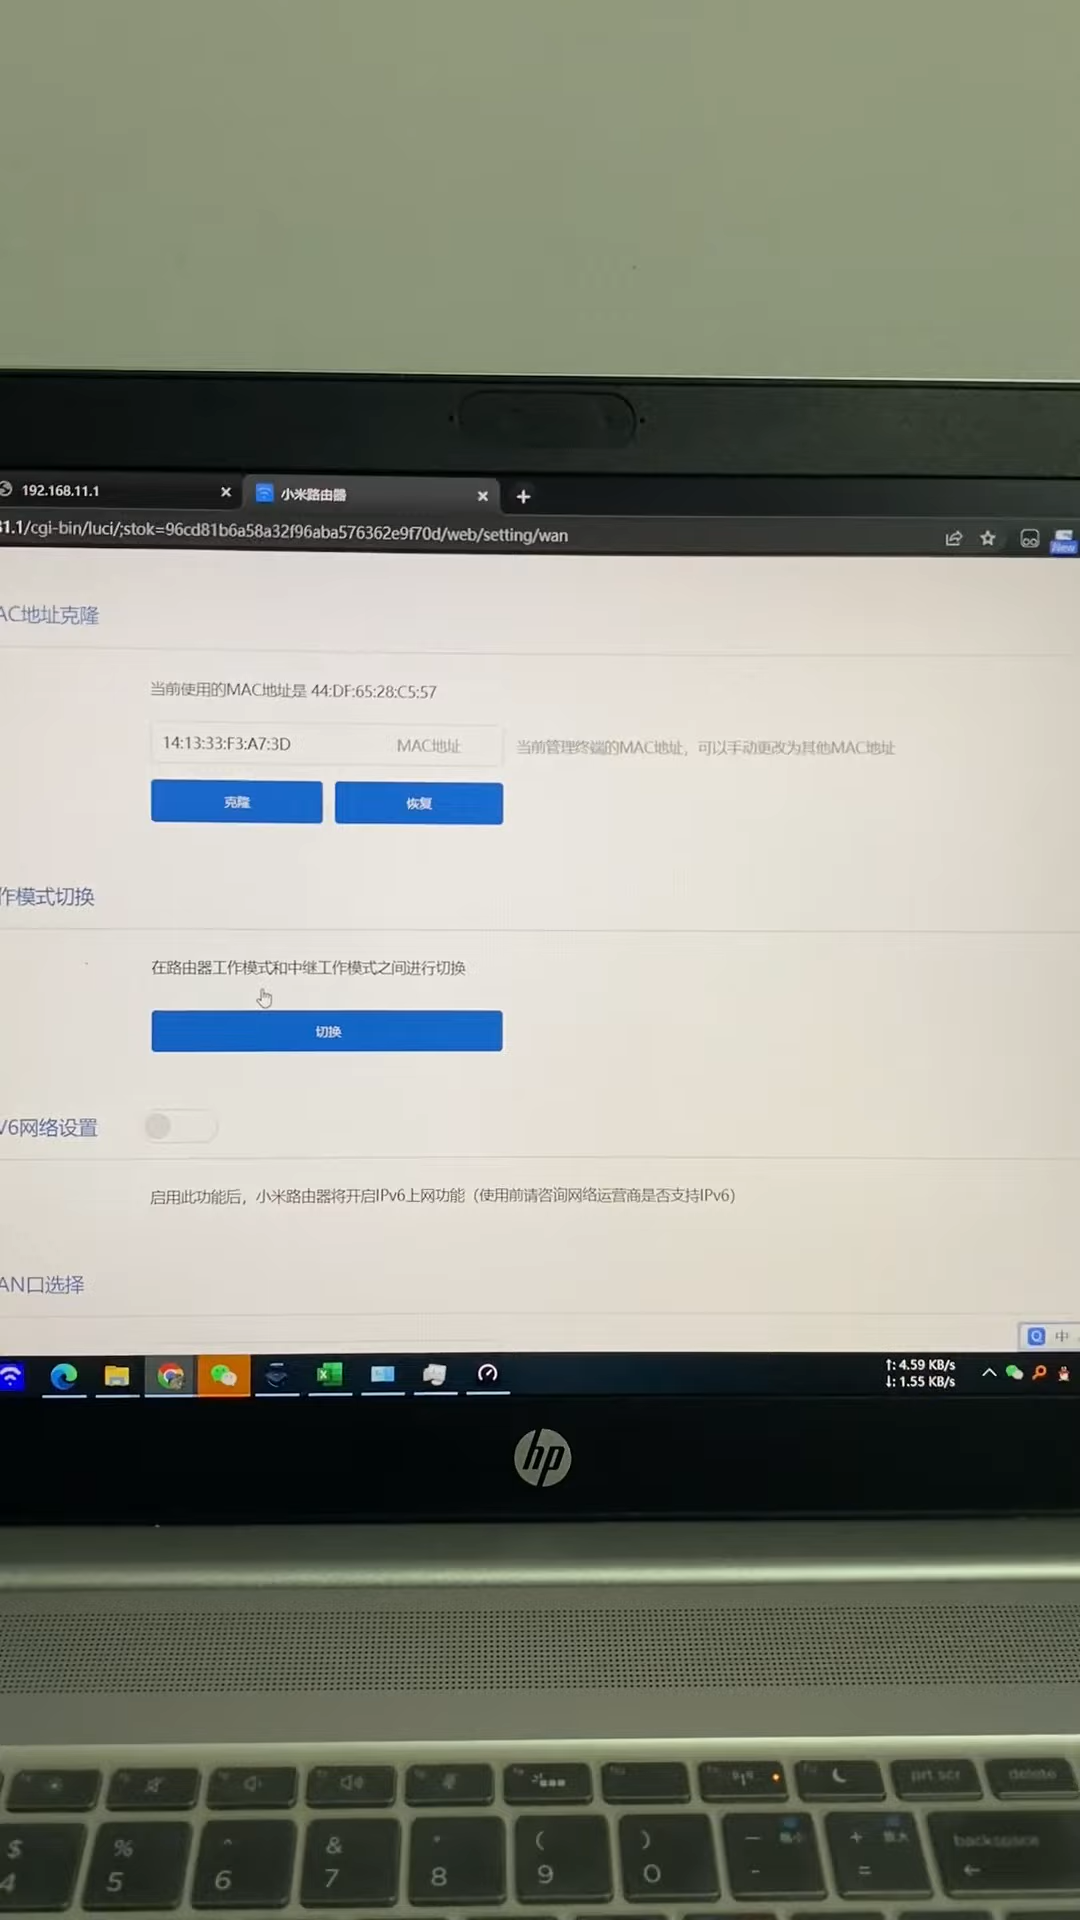 192.168.11.1
小米路由器
31.1/cgi-bin/luci/;stok=96cd81b6a58a32f96aba576362e9f70d/web/setting/wan
New
AC地址克隆
当前使用的MAC地址是 44:DF:65:28:C5:57
14:13:33:F3:A7:3D MAC地址 当前管理终端的MAC地址，可以手动更改为其他MAC地址
克隆 恢复
作模式切换
在路由器工作模式和中继工作模式之间进行切换
切换
V6网络设置
启用此功能后，小米路由器将开启IPv6上网功能（使用前请咨询网络运营商是否支持IPv6）
AN口选择
中
↑: 4.59 KB/s
↓: 1.55 KB/s
hp
prt scr delete
$ % ^ & * ( ) — +
4 5 6 7 8 9 0 - =
backspace